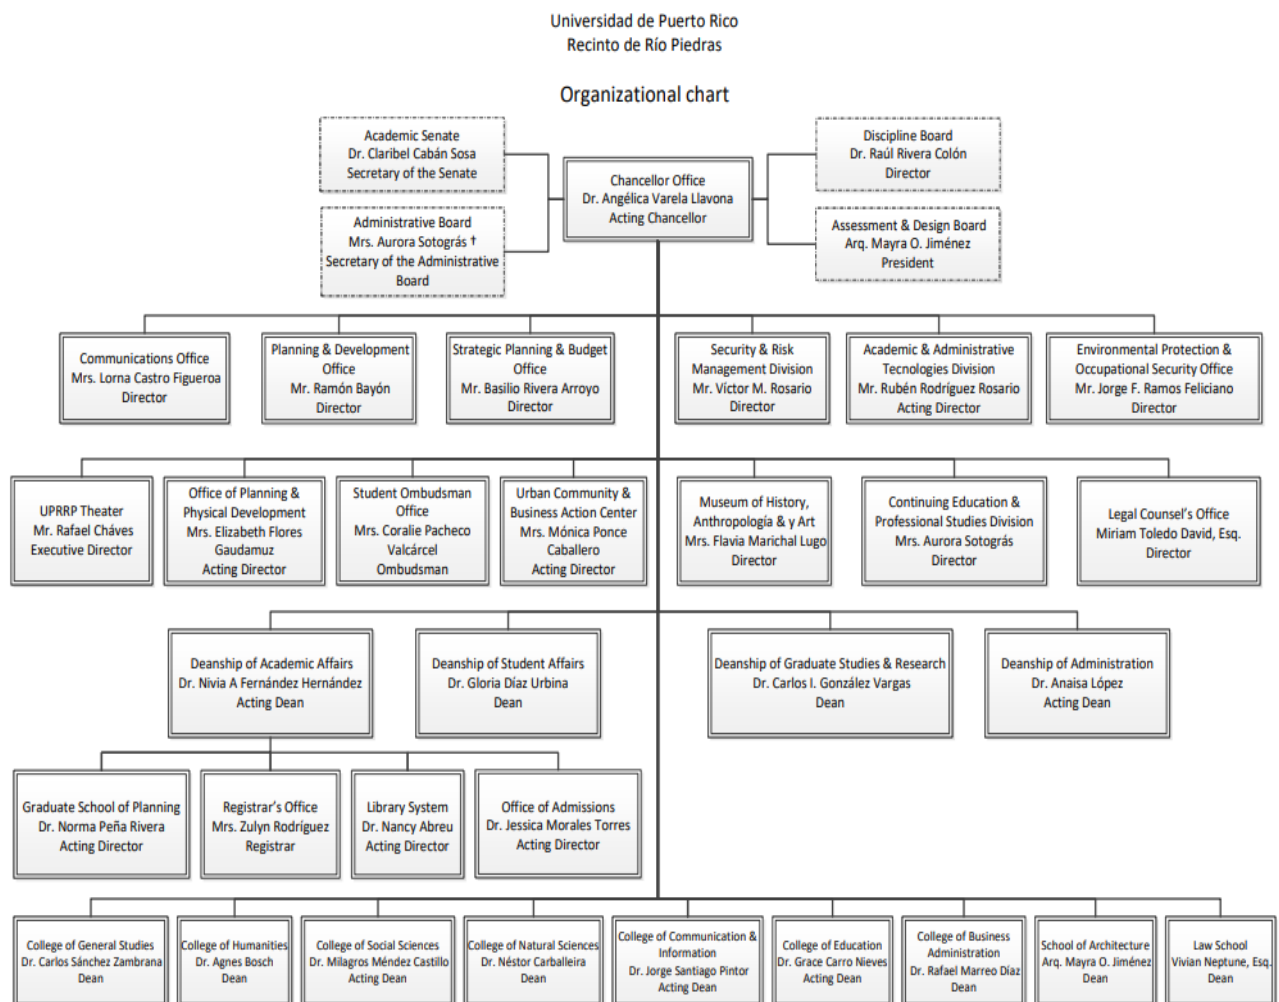 Universidad de Puerto Rico
Recinto de Río Piedras
Organizational chart
Academic Senate
Dr. Claribel Cabán Sosa
Secretary of the Senate
Discipline Board
Dr. Raúl Rivera Colón
Director
Chancellor Office
Dr. Angélica Varela Llavona
Acting Chancellor
Administrative Board
Mrs. Aurora Sotográs †
Secretary of the Administrative
Board
Assessment & Design Board
Arq. Mayra O. Jiménez
President
Communications Office
Mrs. Lorna Castro Figueroa
Director
Planning & Development
Office
Mr. Ramón Bayón
Director
Strategic Planning & Budget
Office
Mr. Basilio Rivera Arroyo
Director
Security & Risk
Management Division
Mr. Víctor M. Rosario
Director
Academic & Administrative
Tecnologies Division
Mr. Rubén Rodríguez Rosario
Acting Director
Environmental Protection &
Occupational Security Office
Mr. Jorge F. Ramos Feliciano
Director
UPRRP Theater
Mr. Rafael Cháves
Executive Director
Office of Planning &
Physical Development
Mrs. Elizabeth Flores
Gaudamuz
Acting Director
Student Ombudsman
Office
Mrs. Coralie Pacheco
Valcárcel
Ombudsman
Urban Community &
Business Action Center
Mrs. Mónica Ponce
Caballero
Acting Director
Museum of History,
Anthropología & y Art
Mrs. Flavia Marichal Lugo
Director
Continuing Education &
Professional Studies Division
Mrs. Aurora Sotográs
Director
Legal Counsel's Office
Miriam Toledo David, Esq.
Director
Deanship of Academic Affairs
Dr. Nivia A Fernández Hernández
Acting Dean
Deanship of Student Affairs
Dr. Gloria Díaz Urbina
Dean
Deanship of Graduate Studies & Research
Dr. Carlos I. González Vargas
Dean
Deanship of Administration
Dr. Anaisa López
Acting Dean
Graduate School of Planning
Dr. Norma Peña Rivera
Acting Director
Registrar's Office
Mrs. Zulyn Rodríguez
Registrar
Library System
Dr. Nancy Abreu
Acting Director
Office of Admissions
Dr. Jessica Morales Torres
Acting Director
College of General Studies
Dr. Carlos Sánchez Zambrana
Dean
College of Humanities
Dr. Agnes Bosch
Dean
College of Social Sciences
Dr. Milagros Méndez Castillo
Acting Dean
College of Natural Sciences
Dr. Néstor Carballeira
Dean
College of Communication &
Information
Dr. Jorge Santiago Pintor
Acting Dean
College of Education
Dr. Grace Carro Nieves
Acting Dean
College of Business
Administration
Dr. Rafael Marreo Díaz
Dean
School of Architecture
Arq. Mayra O. Jiménez
Dean
Law School
Vivian Neptune, Esq.
Dean